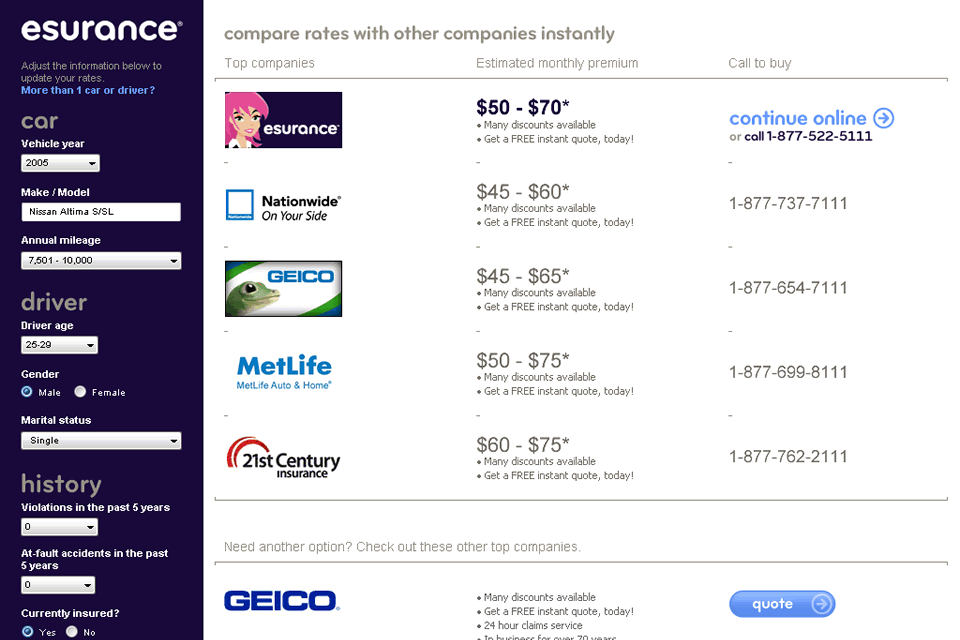 esurance®
Adjust the information below to
update your rates.
More than 1 car or driver?
car
Vehicle year
2005
Make / Model
Nissan Altima S/SL
Annual mileage
7,501 - 10,000
driver
Driver age
25-29
Gender
Male Female
Marital status
Single
history
Violations in the past 5 years
0
At-fault accidents in the past
5 years
0
Currently insured?
Yes No
compare rates with other companies instantly
Top companies Estimated monthly premium Call to buy
esurance
$50 - $70*
Many discounts available
Get a FREE instant quote, today!
continue online
or call 1-877-522-5111
- - -
Nationwide®
On Your Side
$45 - $60*
Many discounts available
Get a FREE instant quote, today!
1-877-737-7111
- - -
GEICO
$45 - $65*
Many discounts available
Get a FREE instant quote, today!
1-877-654-7111
- - -
MetLife
MetLife Auto & Home®
$50 - $75*
Many discounts available
Get a FREE instant quote, today!
1-877-699-8111
- - -
21st Century
insurance
$60 - $75*
Many discounts available
Get a FREE instant quote, today!
1-877-762-2111
Need another option? Check out these other top companies.
GEICO®
Many discounts available
Get a FREE instant quote, today!
24 hour claims service
In business for over 70 years
quote